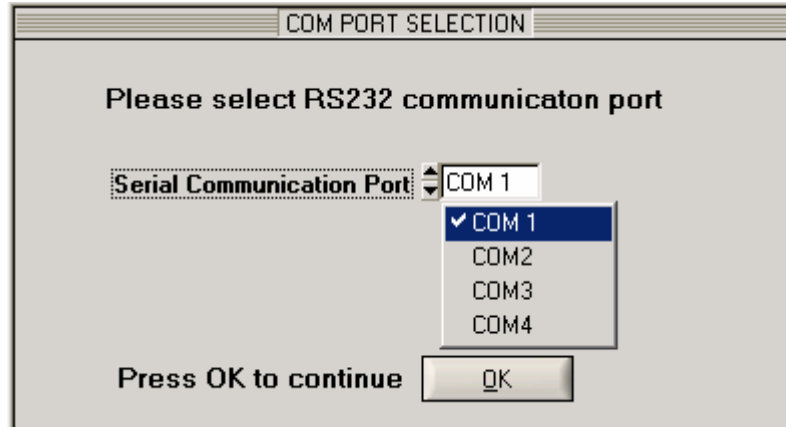 COM PORT SELECTION
Please select RS232 communicaton port
Serial Communication Port COM 1
COM 1
COM2
COM3
COM4
Press OK to continue OK